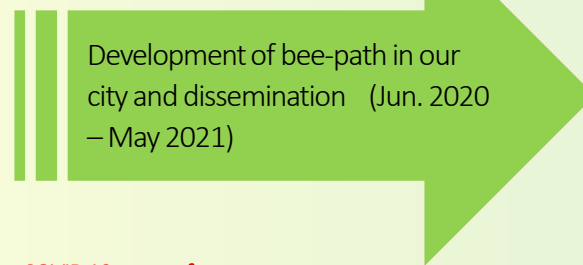 Development of bee-path in our
city and dissemination (Jun. 2020
– May 2021)